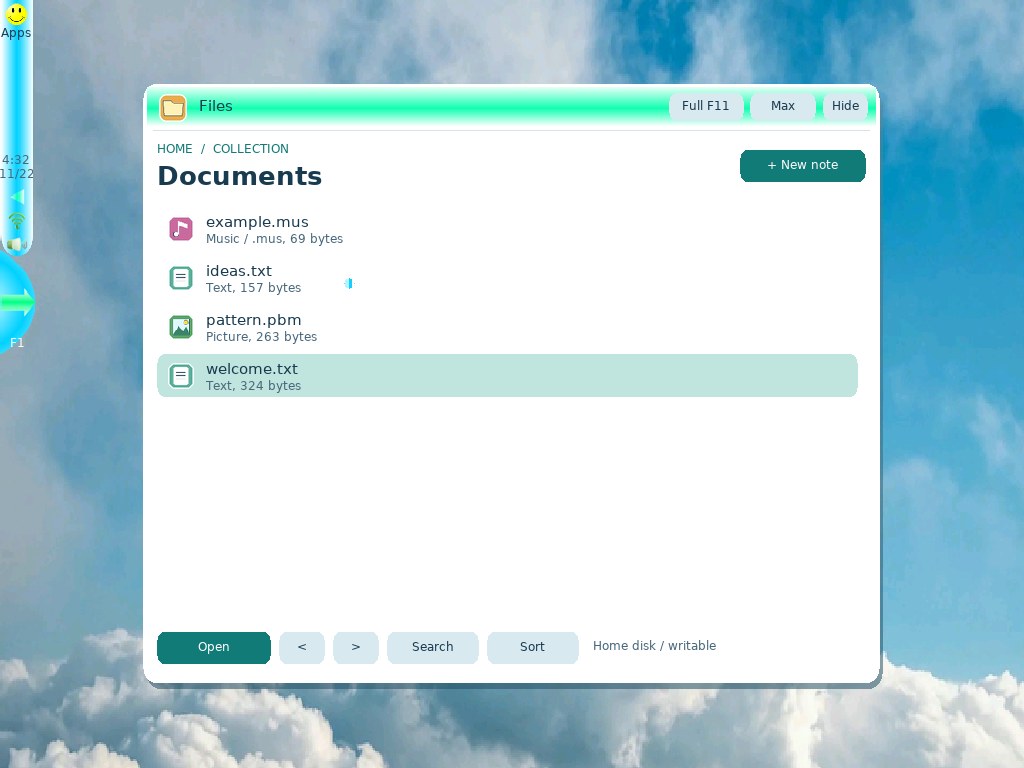 Apps
4:32
11/22
F1
Files
Full F11
Max
Hide
HOME / COLLECTION
Documents
+ New note
example.mus
Music / .mus, 69 bytes
ideas.txt
Text, 157 bytes
pattern.pbm
Picture, 263 bytes
welcome.txt
Text, 324 bytes
Open
<
>
Search
Sort
Home disk / writable